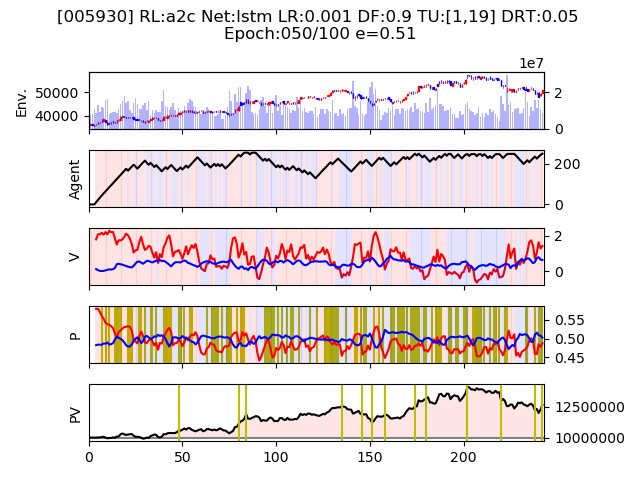 [005930] RL:a2c Net:lstm LR:0.001 DF:0.9 TU:[1,19] DRT:0.05
Epoch:050/100 e=0.51
1e7
Env.
50000
40000
2
0
Agent
200
0
V
2
0
P
0.55
0.50
0.45
PV
12500000
10000000
0 50 100 150 200